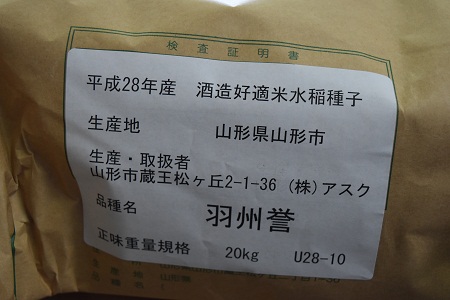 検査証明書
平成28年産 酒造好適米水稲種子
生産地 山形県山形市
生産・取扱者
山形市蔵王松ヶ丘2-1-36 (株)アスク
品種名 羽州誉
正味重量規格 20kg U28-10